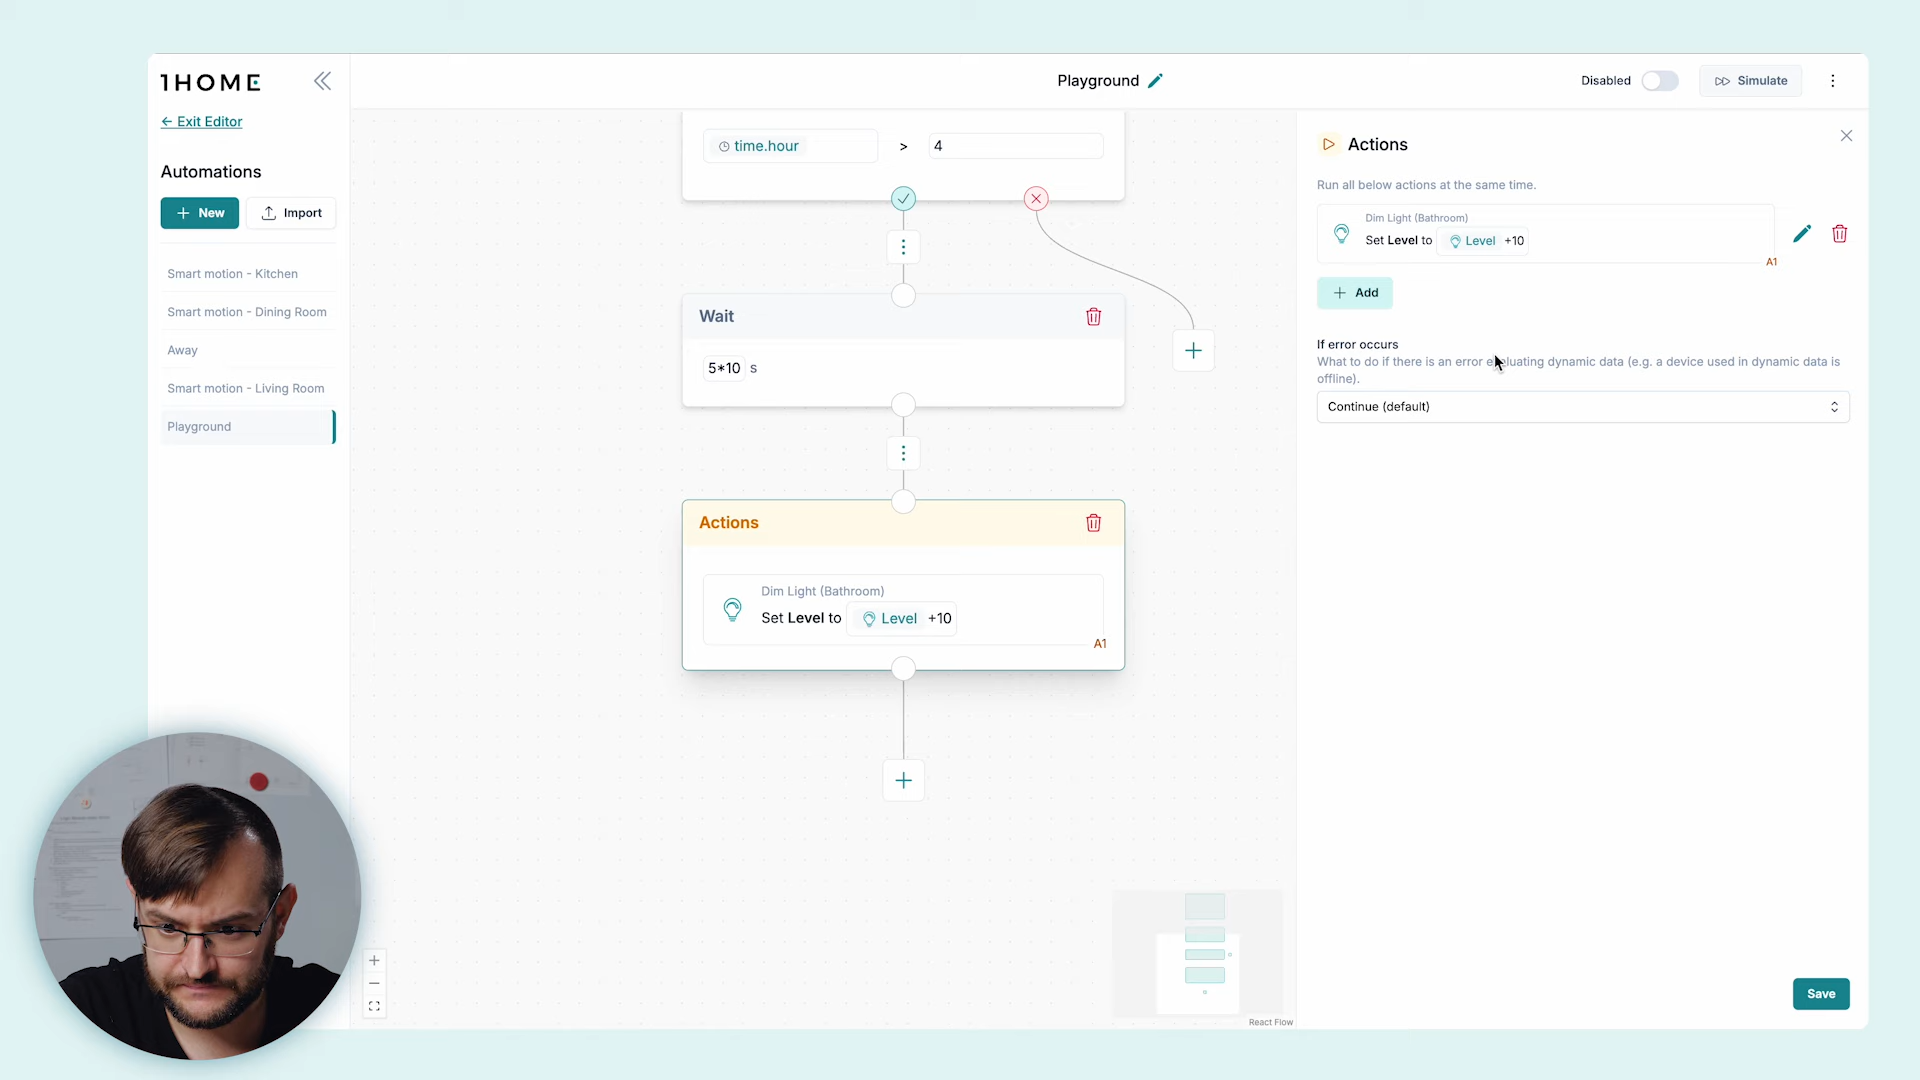 1HOME
← Exit Editor
Automations
New
Import
Smart motion - Kitchen
Smart motion - Dining Room
Away
Smart motion - Living Room
Playground
Playground
Disabled
Simulate
time.hour > 4
Wait
5*10 s
Actions
Dim Light (Bathroom)
Set Level to Level +10
A1
React Flow
Actions
Run all below actions at the same time.
Dim Light (Bathroom)
Set Level to Level +10
A1
Add
If error occurs
What to do if there is an error evaluating dynamic data (e.g. a device used in dynamic data is
offline).
Continue (default)
Save